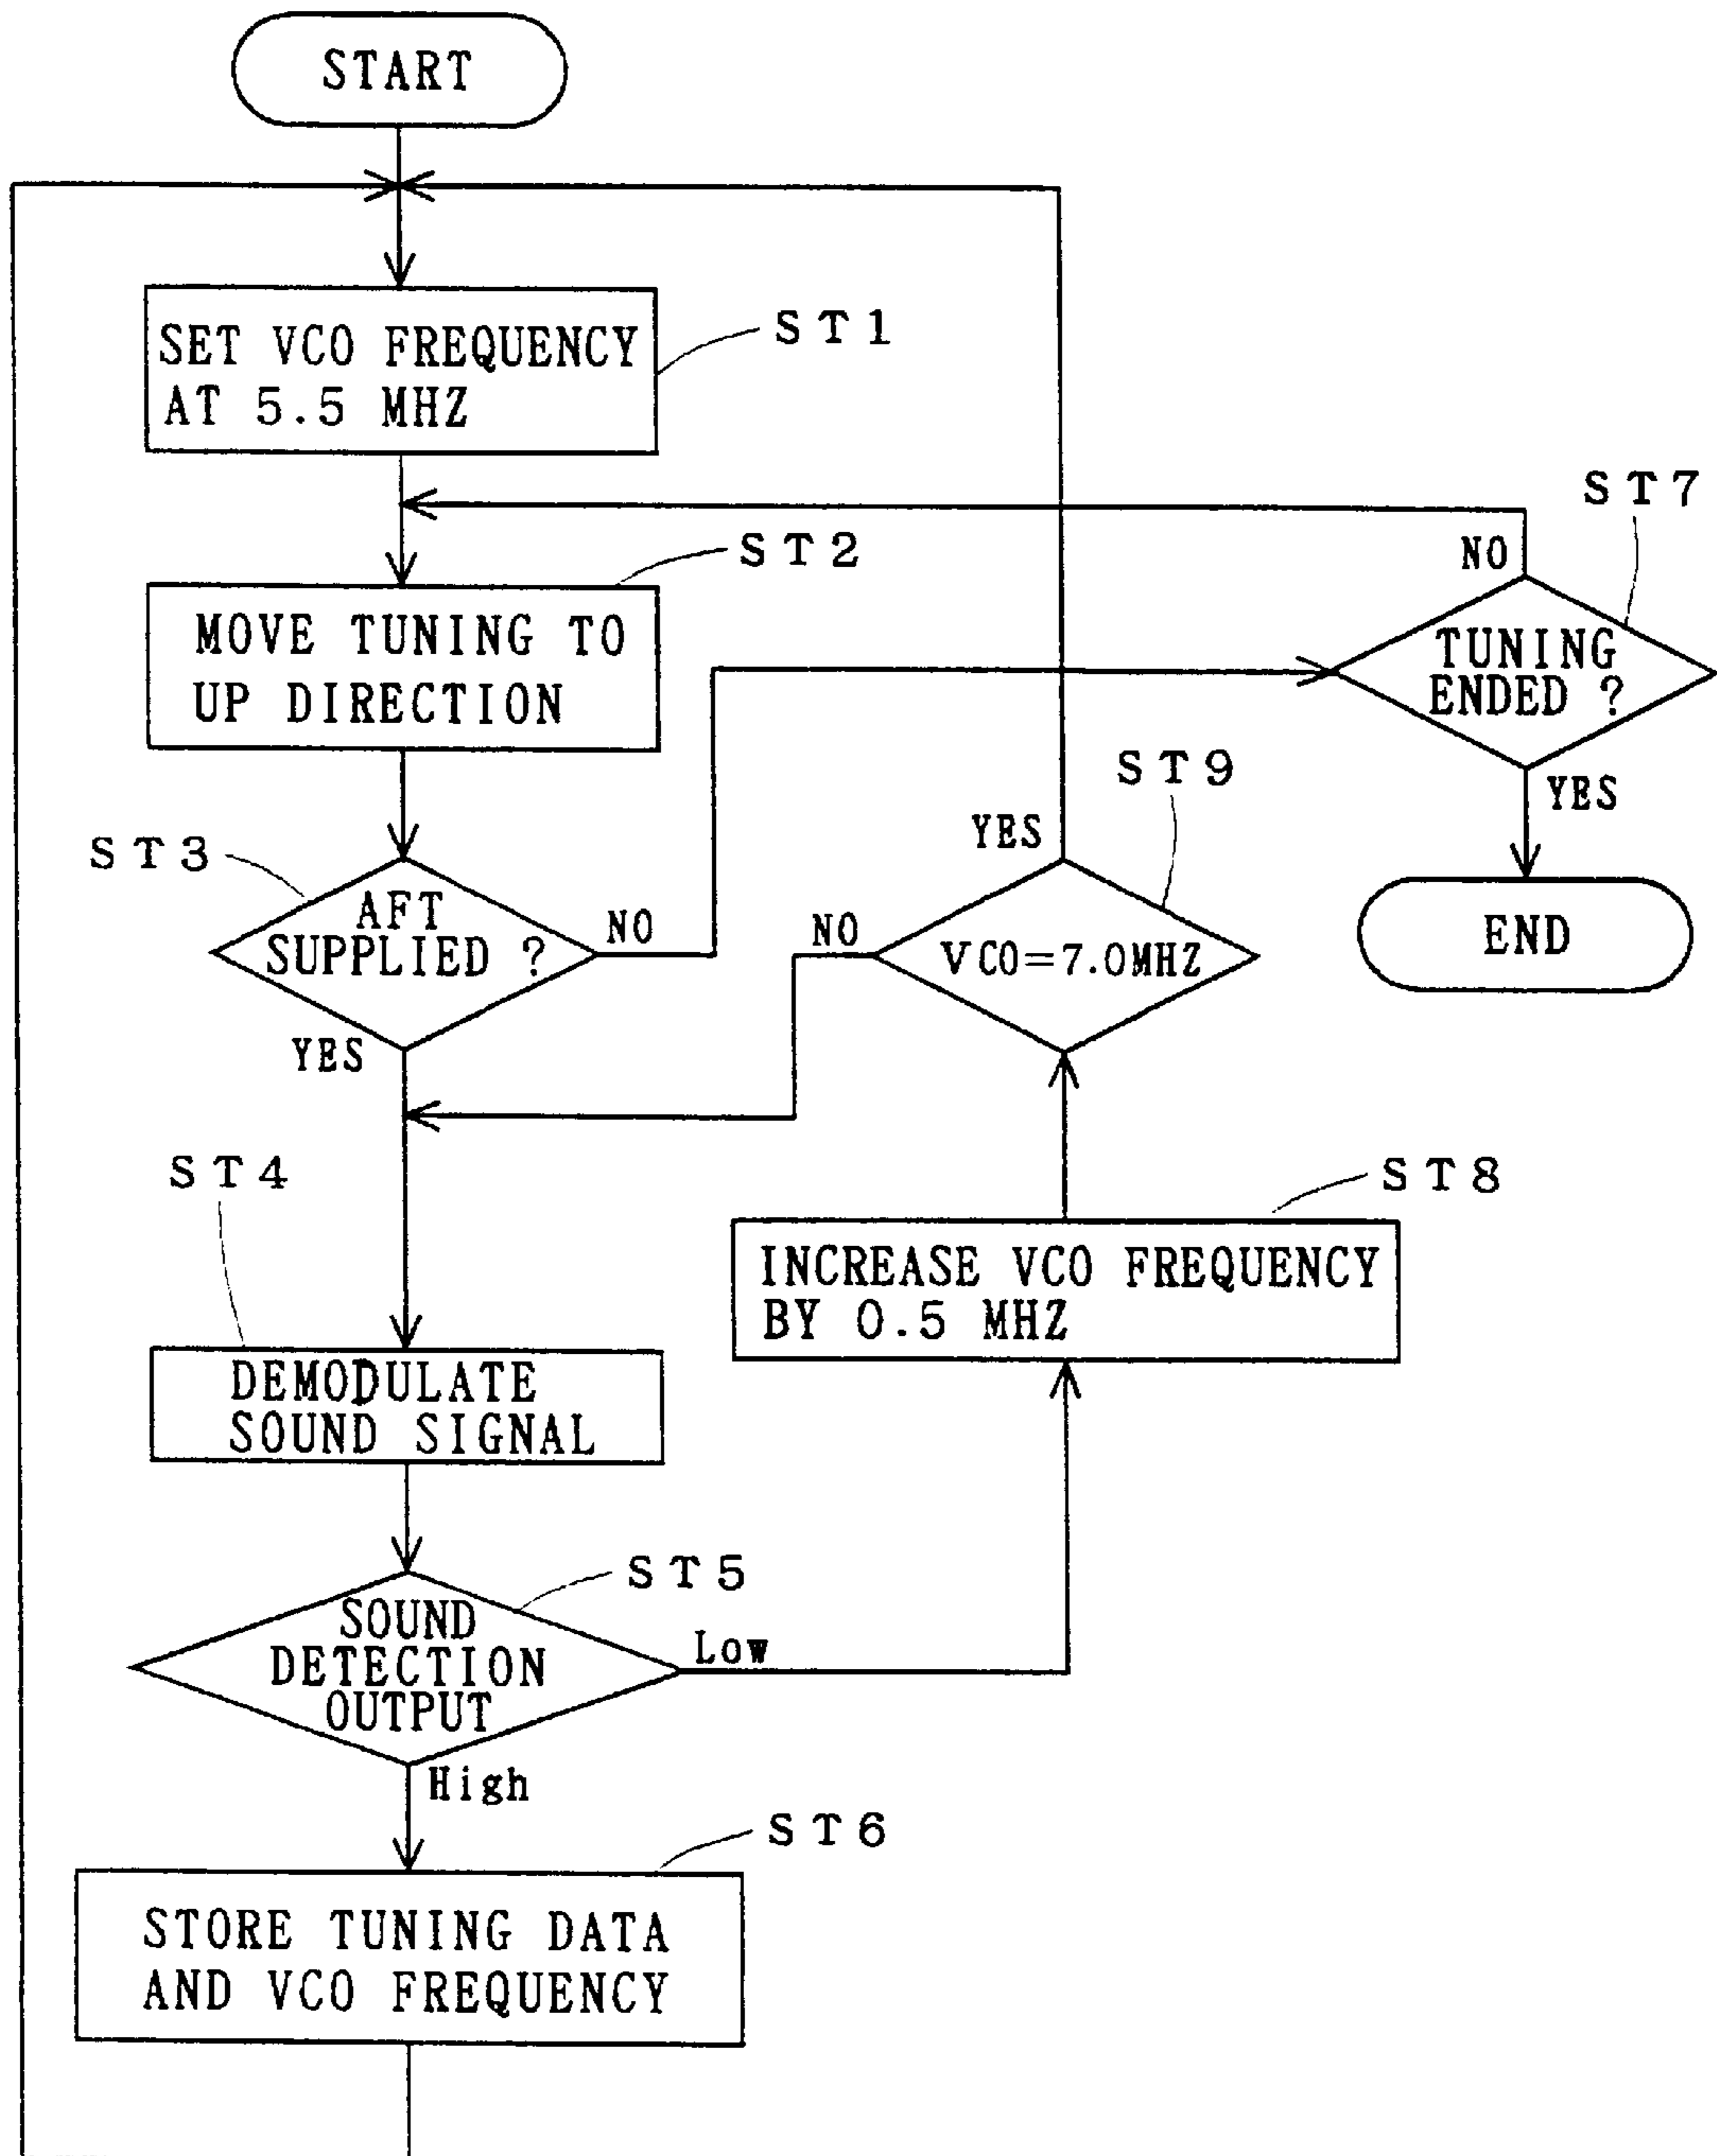 START
SET VCO FREQUENCY
AT 5.5 MHZ
ST1
MOVE TUNING TO
UP DIRECTION
ST2
ST7
NO
TUNING
ENDED ?
YES
END
ST3
AFT
SUPPLIED ?
NO
YES
ST9
YES
NO
VCO=7.0MHZ
ST4
ST8
INCREASE VCO FREQUENCY
BY 0.5 MHZ
DEMODULATE
SOUND SIGNAL
ST5
SOUND
DETECTION
OUTPUT
Low
High
ST6
STORE TUNING DATA
AND VCO FREQUENCY